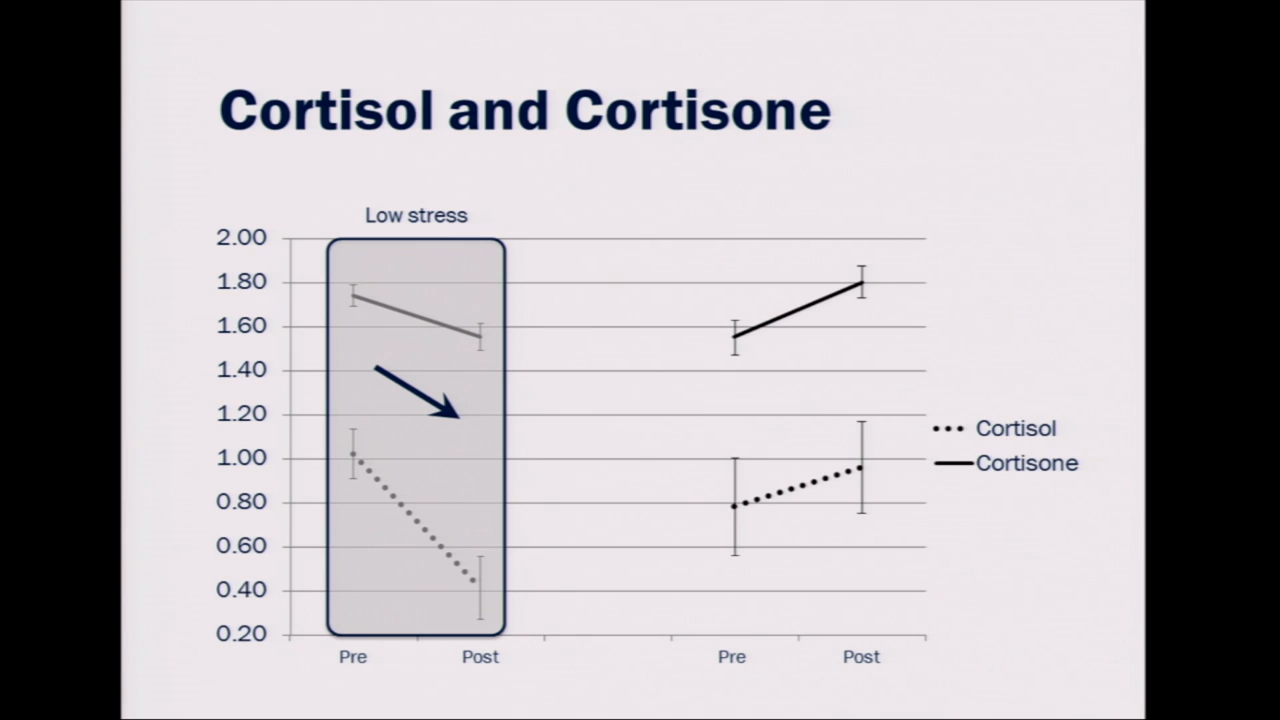 Cortisol and Cortisone
Low stress
2.00
1.80
1.60
1.40
1.20
1.00
0.80
0.60
0.40
0.20
Pre
Post
Pre
Post
Cortisol
Cortisone